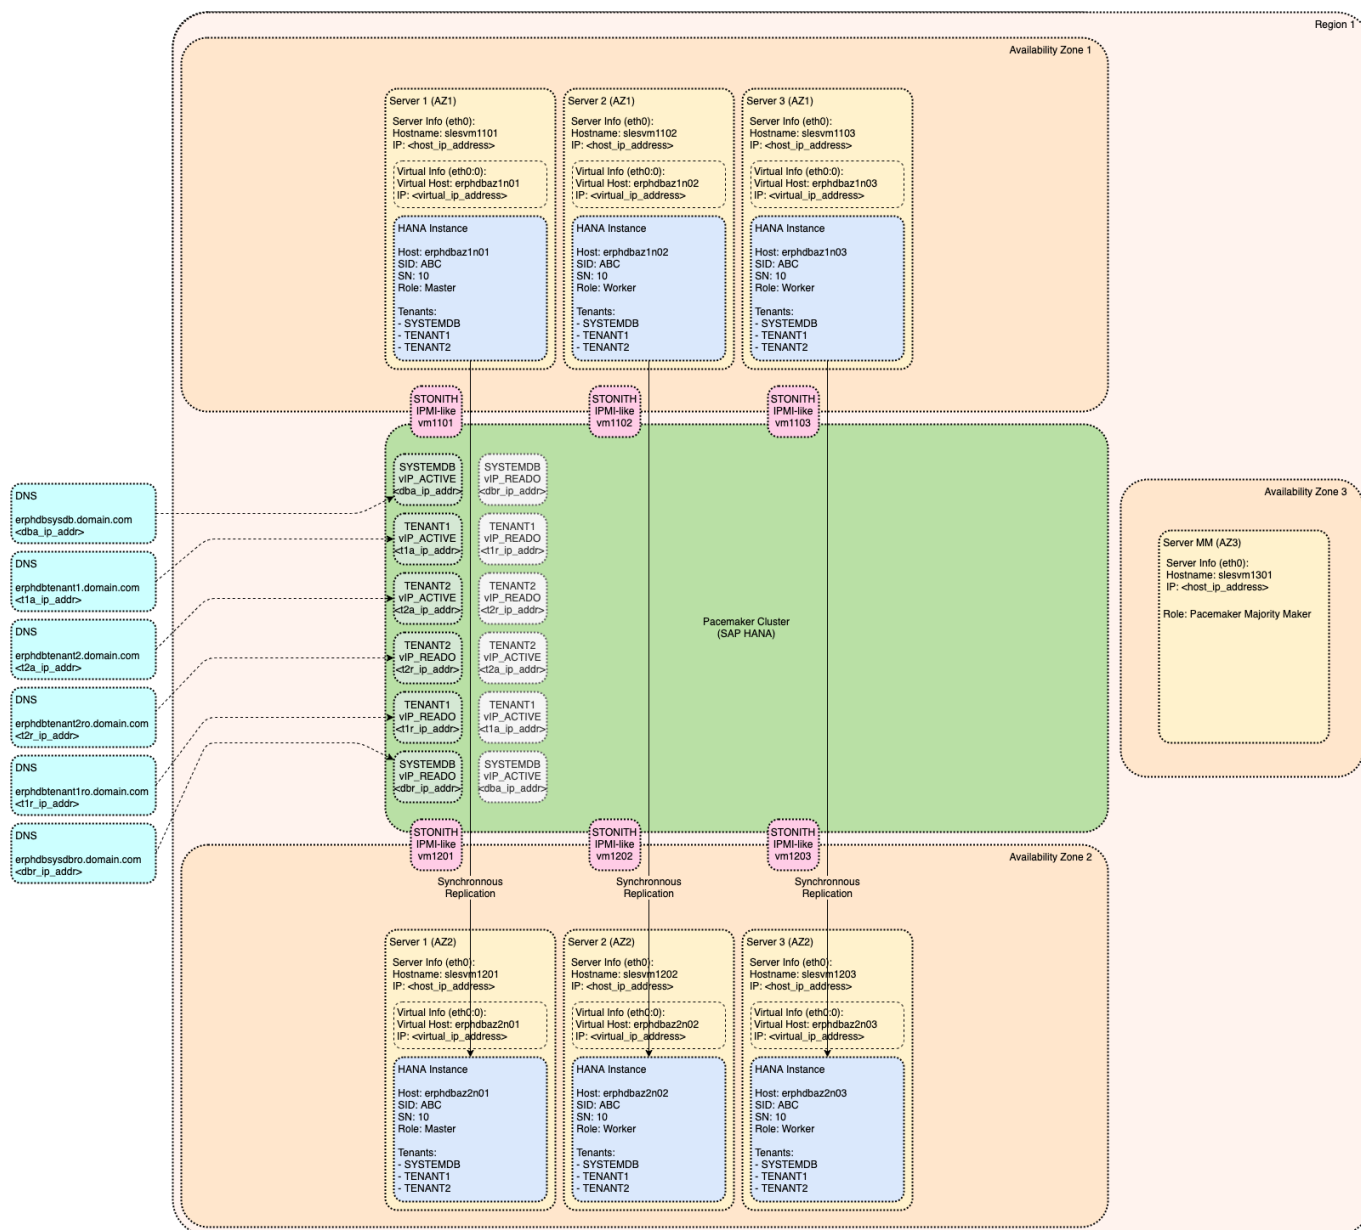 Region 1
Availability Zone 1
Server 1 (AZ1)
Server Info (eth0):
Hostname: slesvm1101
IP: <host_ip_address>
Virtual Info (eth0:0):
Virtual Host: erphdbaz1n01
IP: <virtual_ip_address>
HANA Instance
Host: erphdbaz1n01
SID: ABC
SN: 10
Role: Master
Tenants:
- SYSTEMDB
- TENANT1
- TENANT2
Server 2 (AZ1)
Server Info (eth0):
Hostname: slesvm1102
IP: <host_ip_address>
Virtual Info (eth0:0):
Virtual Host: erphdbaz1n02
IP: <virtual_ip_address>
HANA Instance
Host: erphdbaz1n02
SID: ABC
SN: 10
Role: Worker
Tenants:
- SYSTEMDB
- TENANT1
- TENANT2
Server 3 (AZ1)
Server Info (eth0):
Hostname: slesvm1103
IP: <host_ip_address>
Virtual Info (eth0:0):
Virtual Host: erphdbaz1n03
IP: <virtual_ip_address>
HANA Instance
Host: erphdbaz1n03
SID: ABC
SN: 10
Role: Worker
Tenants:
- SYSTEMDB
- TENANT1
- TENANT2
STONITH
IPMI-like
vm1101
STONITH
IPMI-like
vm1102
STONITH
IPMI-like
vm1103
DNS
erphdbsysdb.domain.com
<dba_ip_addr>
DNS
erphdbtenant1.domain.com
<t1a_ip_addr>
DNS
erphdbtenant2.domain.com
<t2a_ip_addr>
DNS
erphdbtenant2ro.domain.com
<t2r_ip_addr>
DNS
erphdbtenant1ro.domain.com
<t1r_ip_addr>
DNS
erphdbsysdbro.domain.com
<dbr_ip_addr>
SYSTEMDB
vIP_ACTIVE
<dba_ip_addr>
SYSTEMDB
vIP_READO
<dbr_ip_addr>
TENANT1
vIP_ACTIVE
<t1a_ip_addr>
TENANT1
vIP_READO
<t1r_ip_addr>
TENANT2
vIP_ACTIVE
<t2a_ip_addr>
TENANT2
vIP_READO
<t2r_ip_addr>
TENANT2
vIP_READO
<t2r_ip_addr>
TENANT2
vIP_ACTIVE
<t2a_ip_addr>
TENANT1
vIP_READO
<t1r_ip_addr>
TENANT1
vIP_ACTIVE
<t1a_ip_addr>
SYSTEMDB
vIP_READO
<dbr_ip_addr>
SYSTEMDB
vIP_ACTIVE
<dba_ip_addr>
Pacemaker Cluster
(SAP HANA)
Availability Zone 3
Server MM (AZ3)
Server Info (eth0):
Hostname: slesvm1301
IP: <host_ip_address>
Role: Pacemaker Majority Maker
STONITH
IPMI-like
vm1201
STONITH
IPMI-like
vm1202
STONITH
IPMI-like
vm1203
Availability Zone 2
Synchronnous
Replication
Synchronnous
Replication
Synchronnous
Replication
Server 1 (AZ2)
Server Info (eth0):
Hostname: slesvm1201
IP: <host_ip_address>
Virtual Info (eth0:0):
Virtual Host: erphdbaz2n01
IP: <virtual_ip_address>
HANA Instance
Host: erphdbaz2n01
SID: ABC
SN: 10
Role: Master
Tenants:
- SYSTEMDB
- TENANT1
- TENANT2
Server 2 (AZ2)
Server Info (eth0):
Hostname: slesvm1202
IP: <host_ip_address>
Virtual Info (eth0:0):
Virtual Host: erphdbaz2n02
IP: <virtual_ip_address>
HANA Instance
Host: erphdbaz2n02
SID: ABC
SN: 10
Role: Worker
Tenants:
- SYSTEMDB
- TENANT1
- TENANT2
Server 3 (AZ2)
Server Info (eth0):
Hostname: slesvm1203
IP: <host_ip_address>
Virtual Info (eth0:0):
Virtual Host: erphdbaz2n03
IP: <virtual_ip_address>
HANA Instance
Host: erphdbaz2n03
SID: ABC
SN: 10
Role: Worker
Tenants:
- SYSTEMDB
- TENANT1
- TENANT2